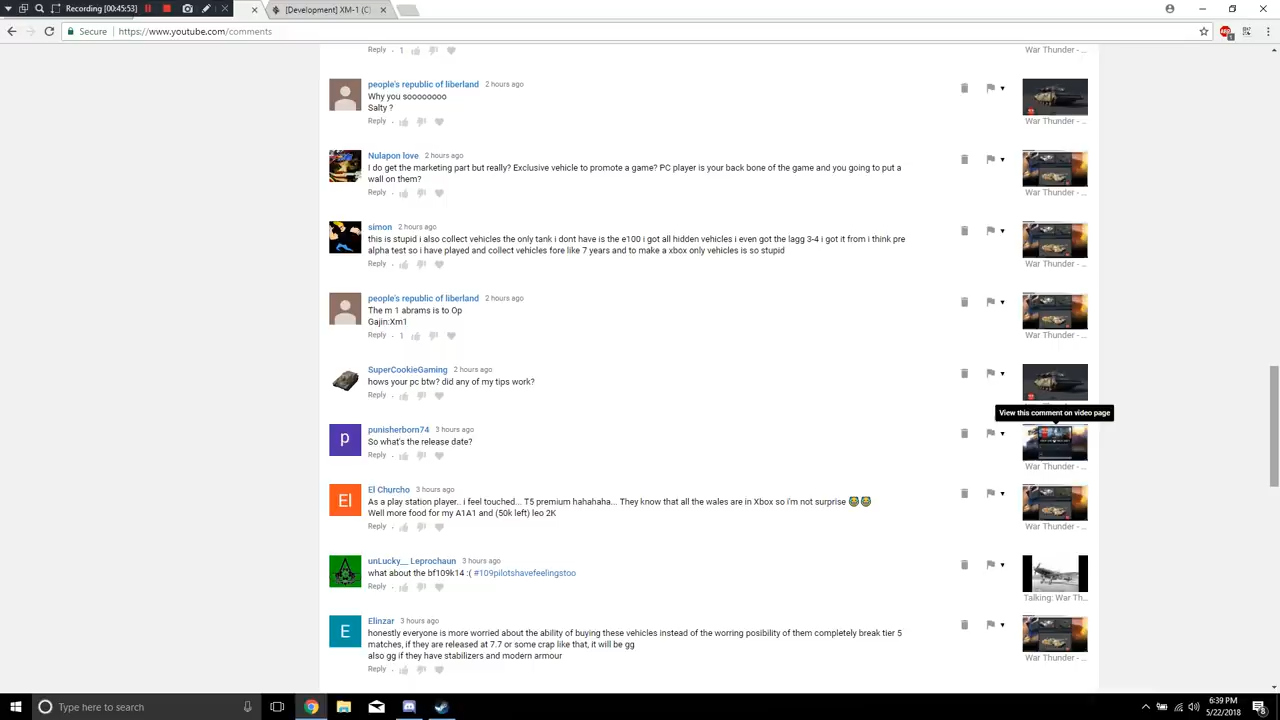 Recording [00:45:53]
[Development] XM-1 (C
Secure https://www.youtube.com/comments
Reply 1
War Thunder - ...
people's republic of liberland 2 hours ago
Why you soooooooo
Salty ?
Reply
War Thunder - ...
Nulapon love 2 hours ago
I do get the marketing part but really? Exclusive vehicle to promote a game? PC player is your back bone of the game and you going to put a
wall on them?
Reply
War Thunder - ...
simon 2 hours ago
this is stupid i also collect vehicles the only tank i dont have is the e100 i got all hidden vehicles i even got the lagg 3-4 i got it from i think pre
alpha test so i have played and collect vehicles fore like 7 years and to make a xbox only vehicles is so stupid
Reply
War Thunder - ...
people's republic of liberland 2 hours ago
The m 1 abrams is to Op
Gajin:Xm1
Reply 1
War Thunder - ...
SuperCookieGaming 2 hours ago
hows your pc btw? did any of my tips work?
Reply
View this comment on video page
punisherborn74 3 hours ago
So what's the release date?
Reply
War Thunder - ...
El Churcho 3 hours ago
As a play station player.. i feel touched... T5 premium hahahaha... They know that all the wales are in Xbox so i'm not surprise
Well more food for my A1A1 and (50k left) leo 2K
Reply
War Thunder - ...
unLucky__ Leprochaun 3 hours ago
what about the bf109k14 :( #109pilotshavefeelingstoo
Reply
Talking: War Th...
Elinzar 3 hours ago
honestly everyone is more worried about the ability of buying these vehicles instead of the worring posibility of them completely break tier 5
matches, if they are released at 7.7 or some crap like that, it will be gg
also gg if they have stabilizers and modern armour
Reply
War Thunder - ...
Type here to search
6:39 PM
5/22/2018